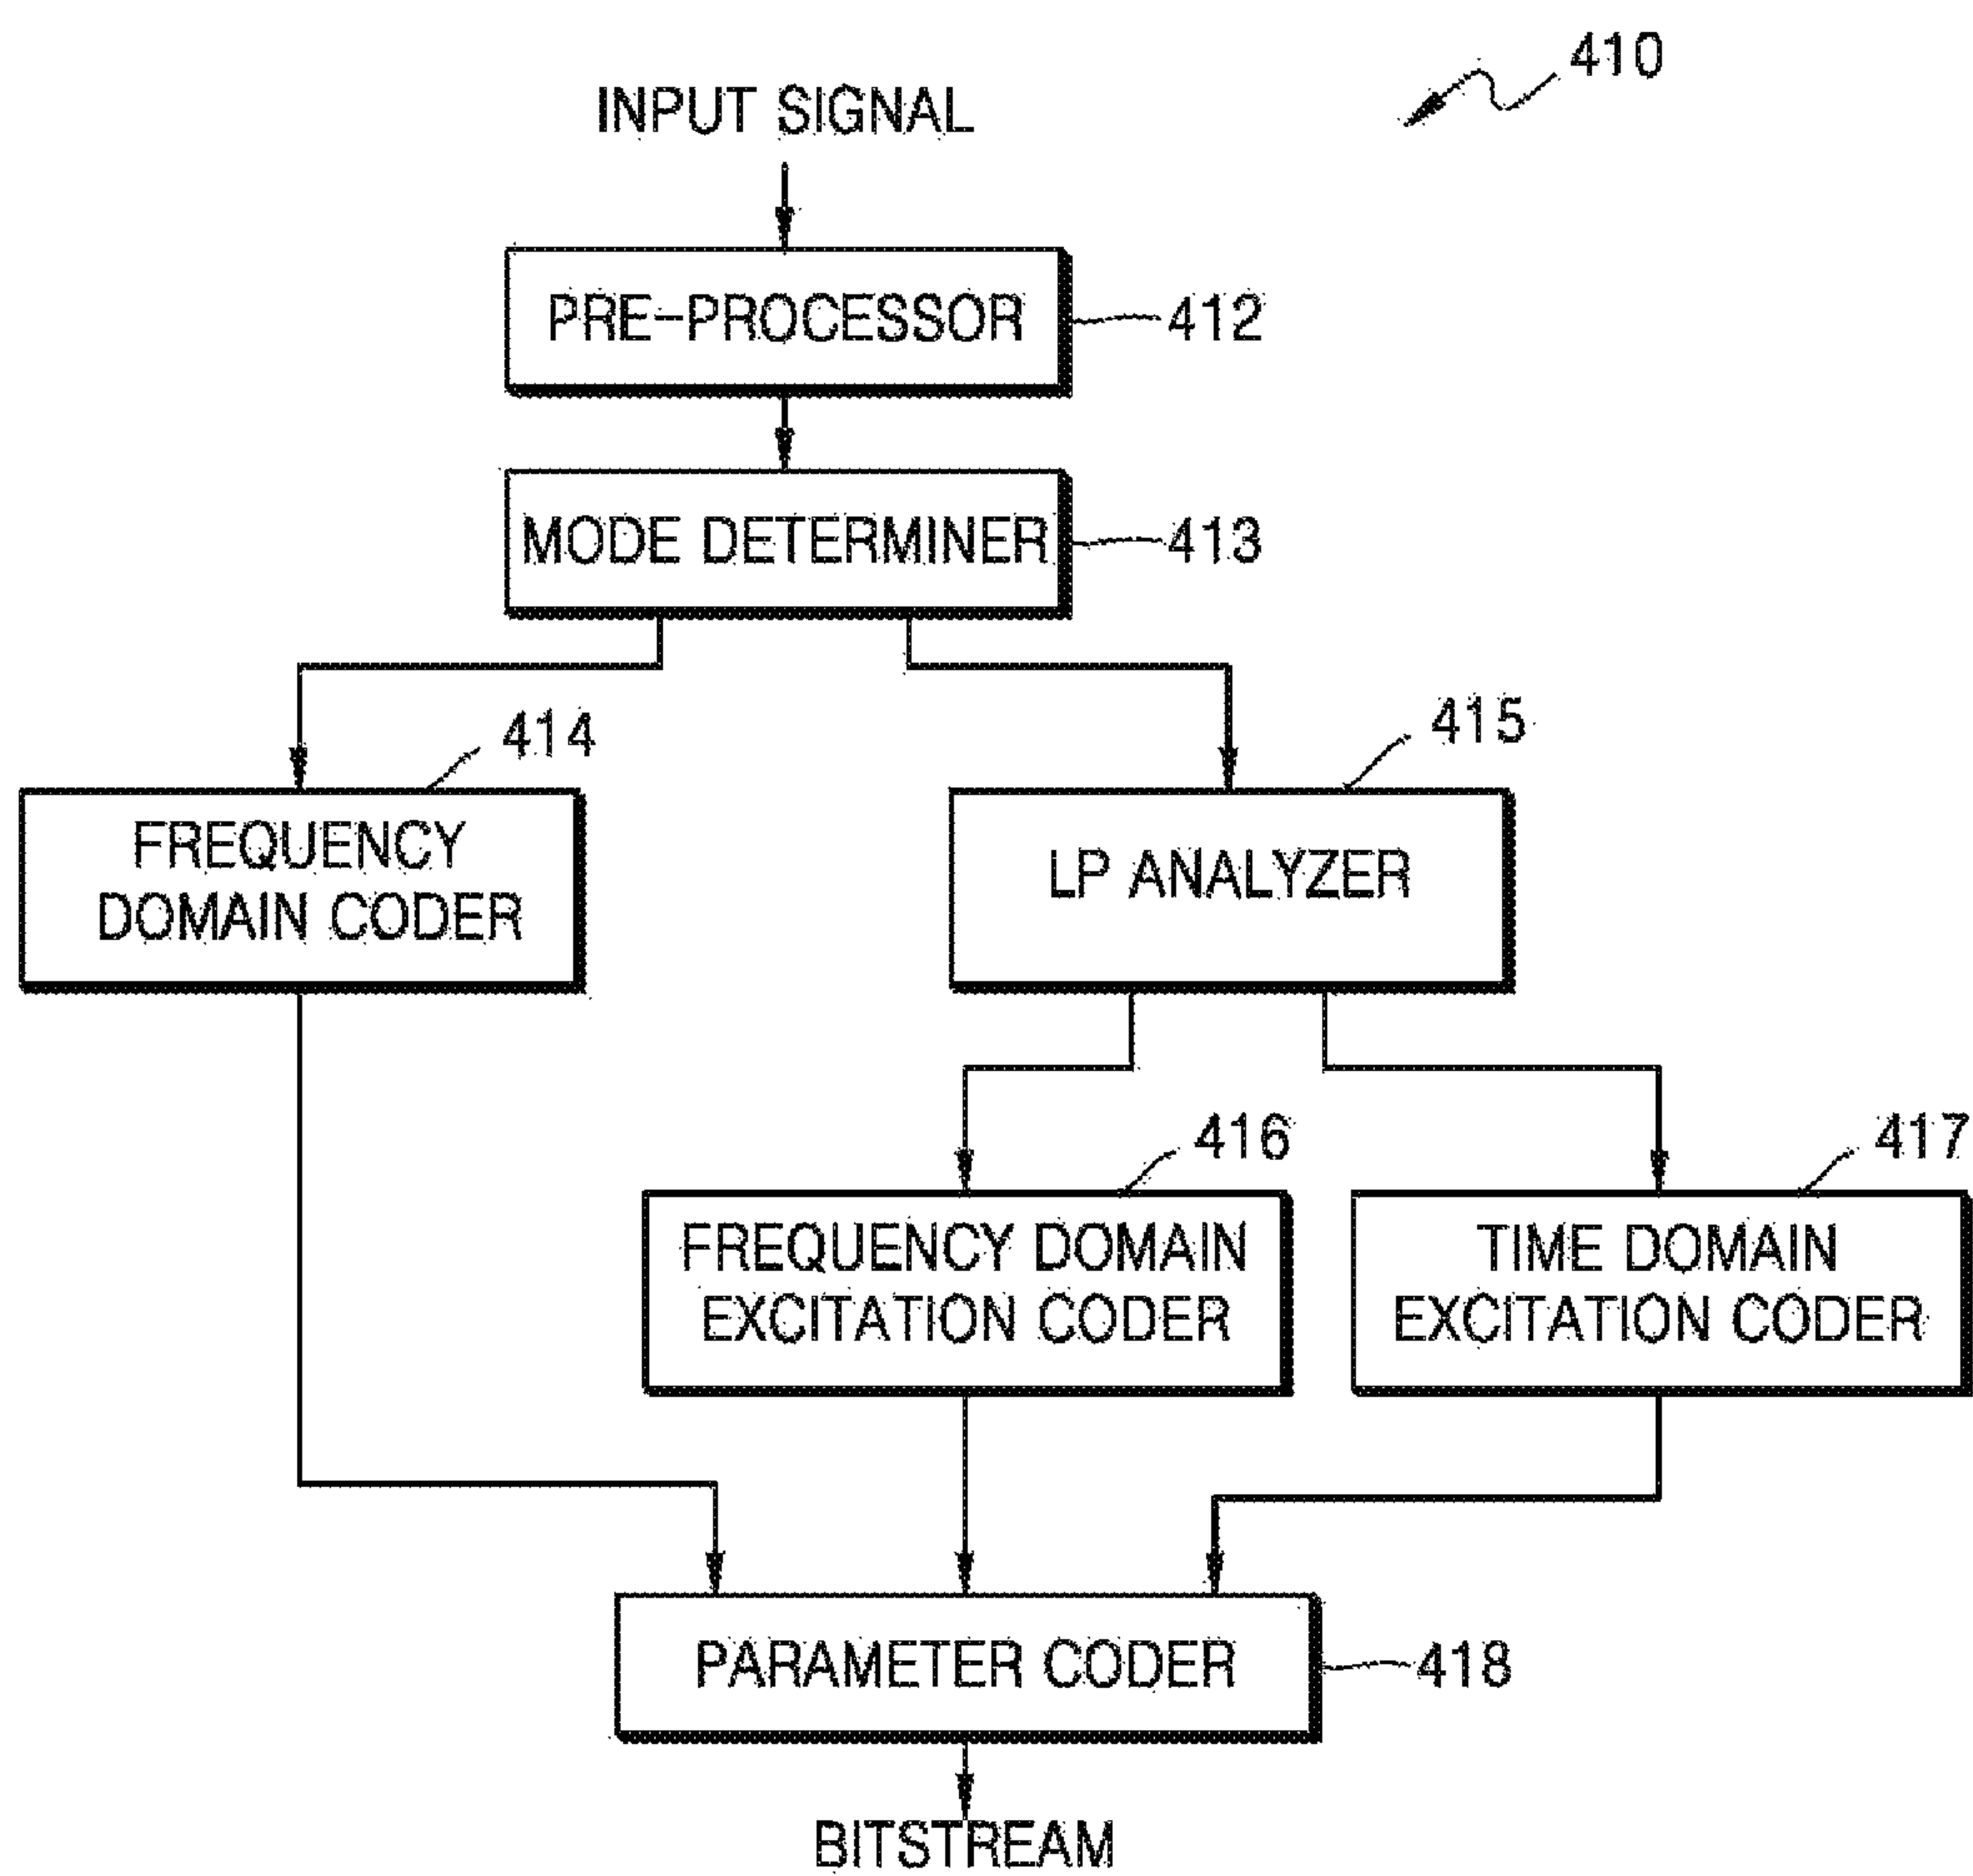 410
INPUT SIGNAL
PRE-PROCESSOR
412
MODE DETERMINER
413
414
415
FREQUENCY
DOMAIN CODER
LP ANALYZER
416
417
FREQUENCY DOMAIN
EXCITATION CODER
TIME DOMAIN
EXCITATION CODER
PARAMETER CODER
418
BITSTREAM